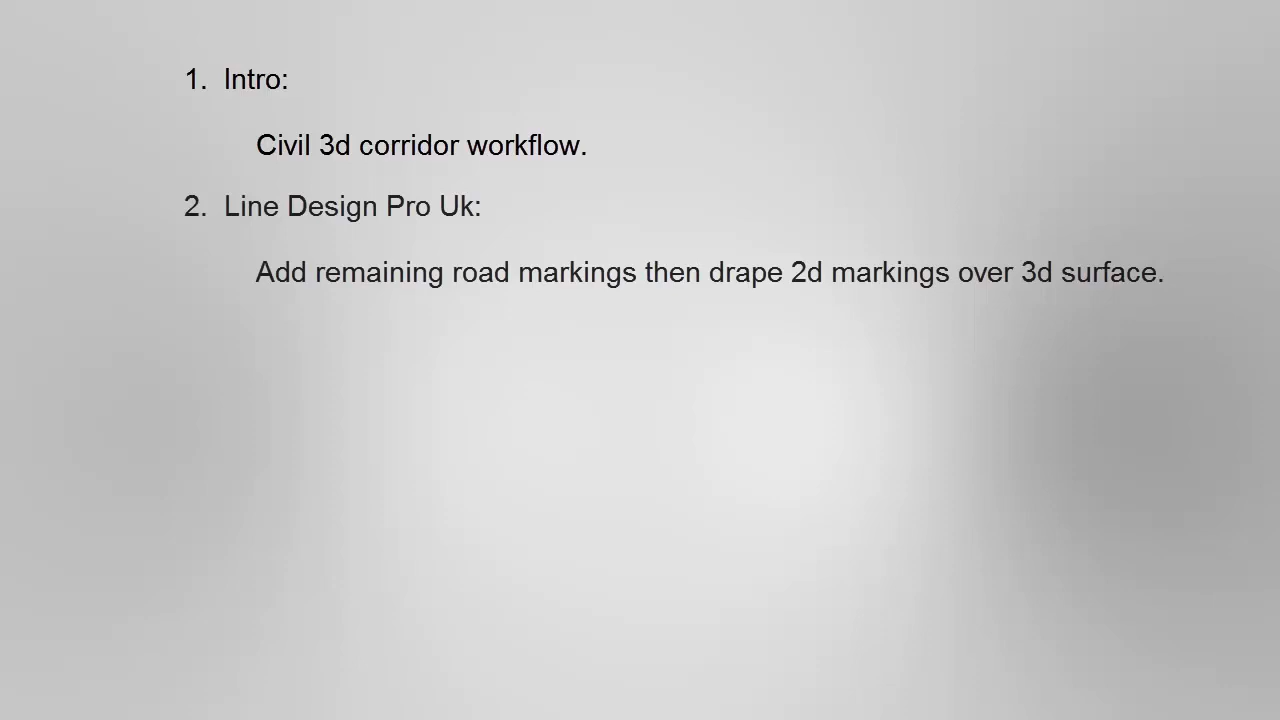 1. Intro:
Civil 3d corridor workflow.
2. Line Design Pro Uk:
Add remaining road markings then drape 2d markings over 3d surface.